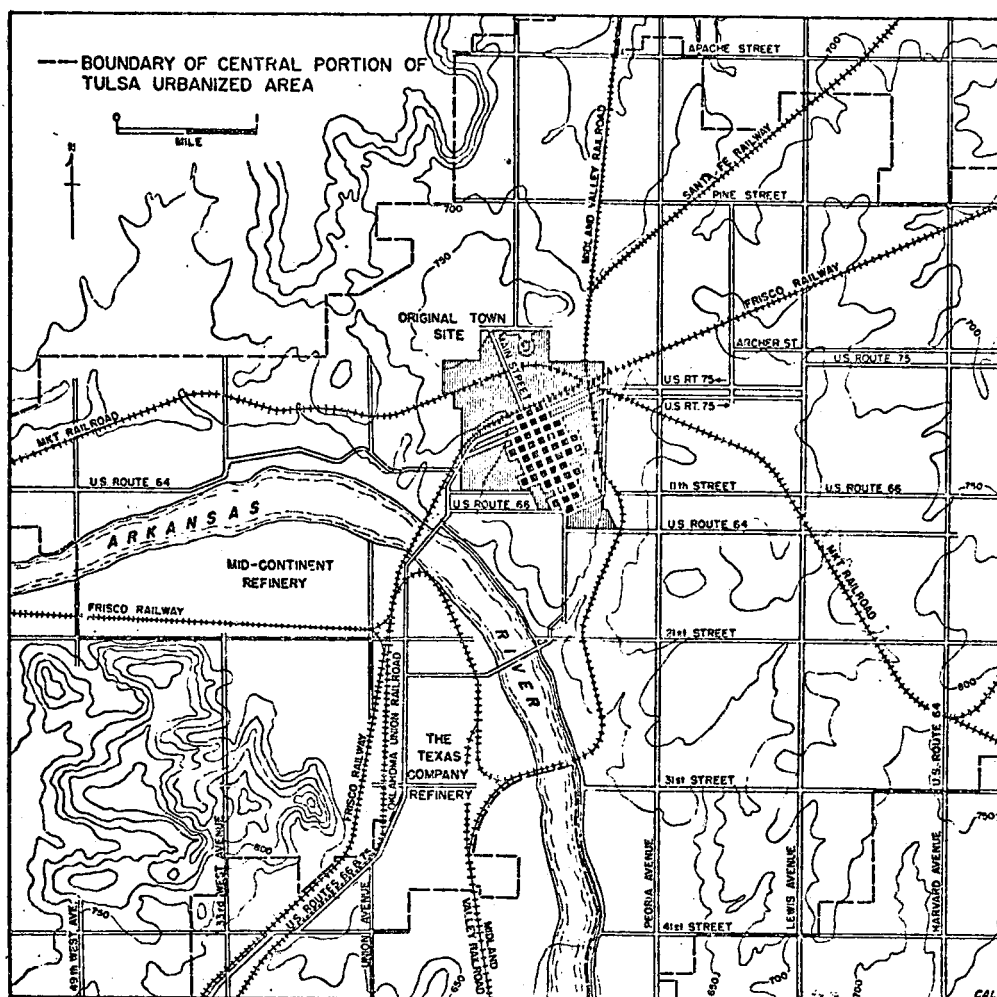 BOUNDARY OF CENTRAL PORTION OF
TULSA URBANIZED AREA
MILE
APACHE STREET
700
MIDLAND VALLEY RAILROAD
SANTA FE RAILWAY
PINE STREET
700
750
FRISCO RAILWAY
ORIGINAL TOWN
SITE
MAIN STREET
700
ARCHER ST.
U.S. ROUTE 75
U.S RT. 75
U.S RT. 75
MKT RAILROAD
U.S. ROUTE 64
11th STREET
U.S. ROUTE 66
750
U.S. ROUTE 66
U.S. ROUTE 64
ARKANSAS
RIVER
MID-CONTINENT
REFINERY
MKT RAILROAD
FRISCO RAILWAY
21st STREET
800
U.S. ROUTE 64
OKLAHOMA UNION RAILROAD
FRISCO RAILWAY
THE
TEXAS
COMPANY
REFINERY
31st STREET
750
800
33rd WEST AVENUE
U.S. ROUTES 66 & 75
PEORIA AVENUE
LEWIS AVENUE
HARVARD AVENUE
750
49th WEST AVE.
UNION AVENUE
MIDLAND
VALLEY RAILROAD
41st STREET
650
650
700
700
CAL